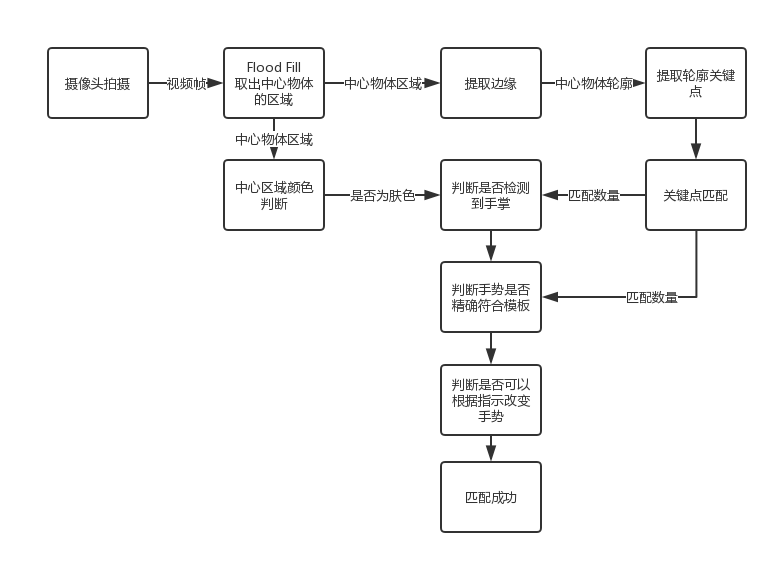 摄像头拍摄
视频帧
Flood Fill
取出中心物体
的区域
中心物体区域
提取边缘
中心物体轮廓
提取轮廓关键
点
中心物体区域
中心区域颜色
判断
是否为肤色
判断是否检测
到手掌
匹配数量
关键点匹配
判断手势是否
精确符合模板
匹配数量
判断是否可以
根据指示改变
手势
匹配成功